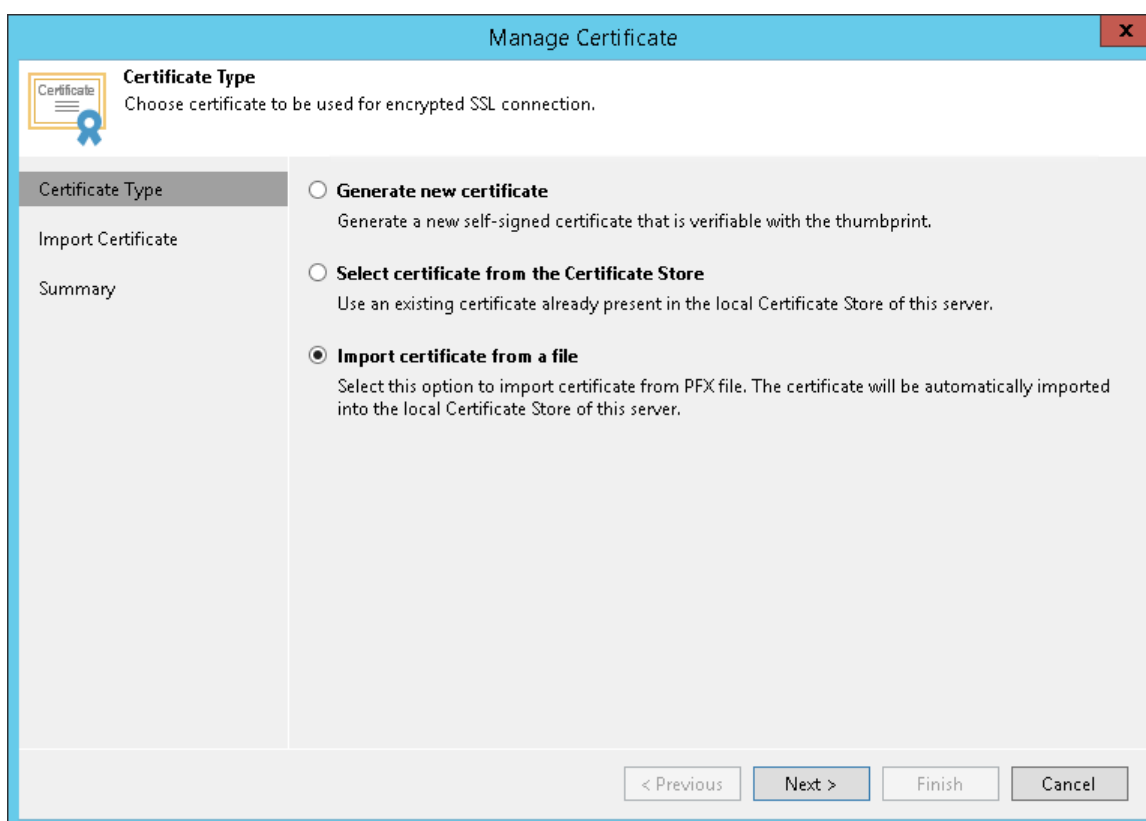 Manage Certificate
x
Certificate
Certificate Type
Choose certificate to be used for encrypted SSL connection.
Certificate Type
Import Certificate
Summary
Generate new certificate
Generate a new self-signed certificate that is verifiable with the thumbprint.
Select certificate from the Certificate Store
Use an existing certificate already present in the local Certificate Store of this server.
Import certificate from a file
Select this option to import certificate from PFX file. The certificate will be automatically imported
into the local Certificate Store of this server.
< Previous
Next >
Finish
Cancel